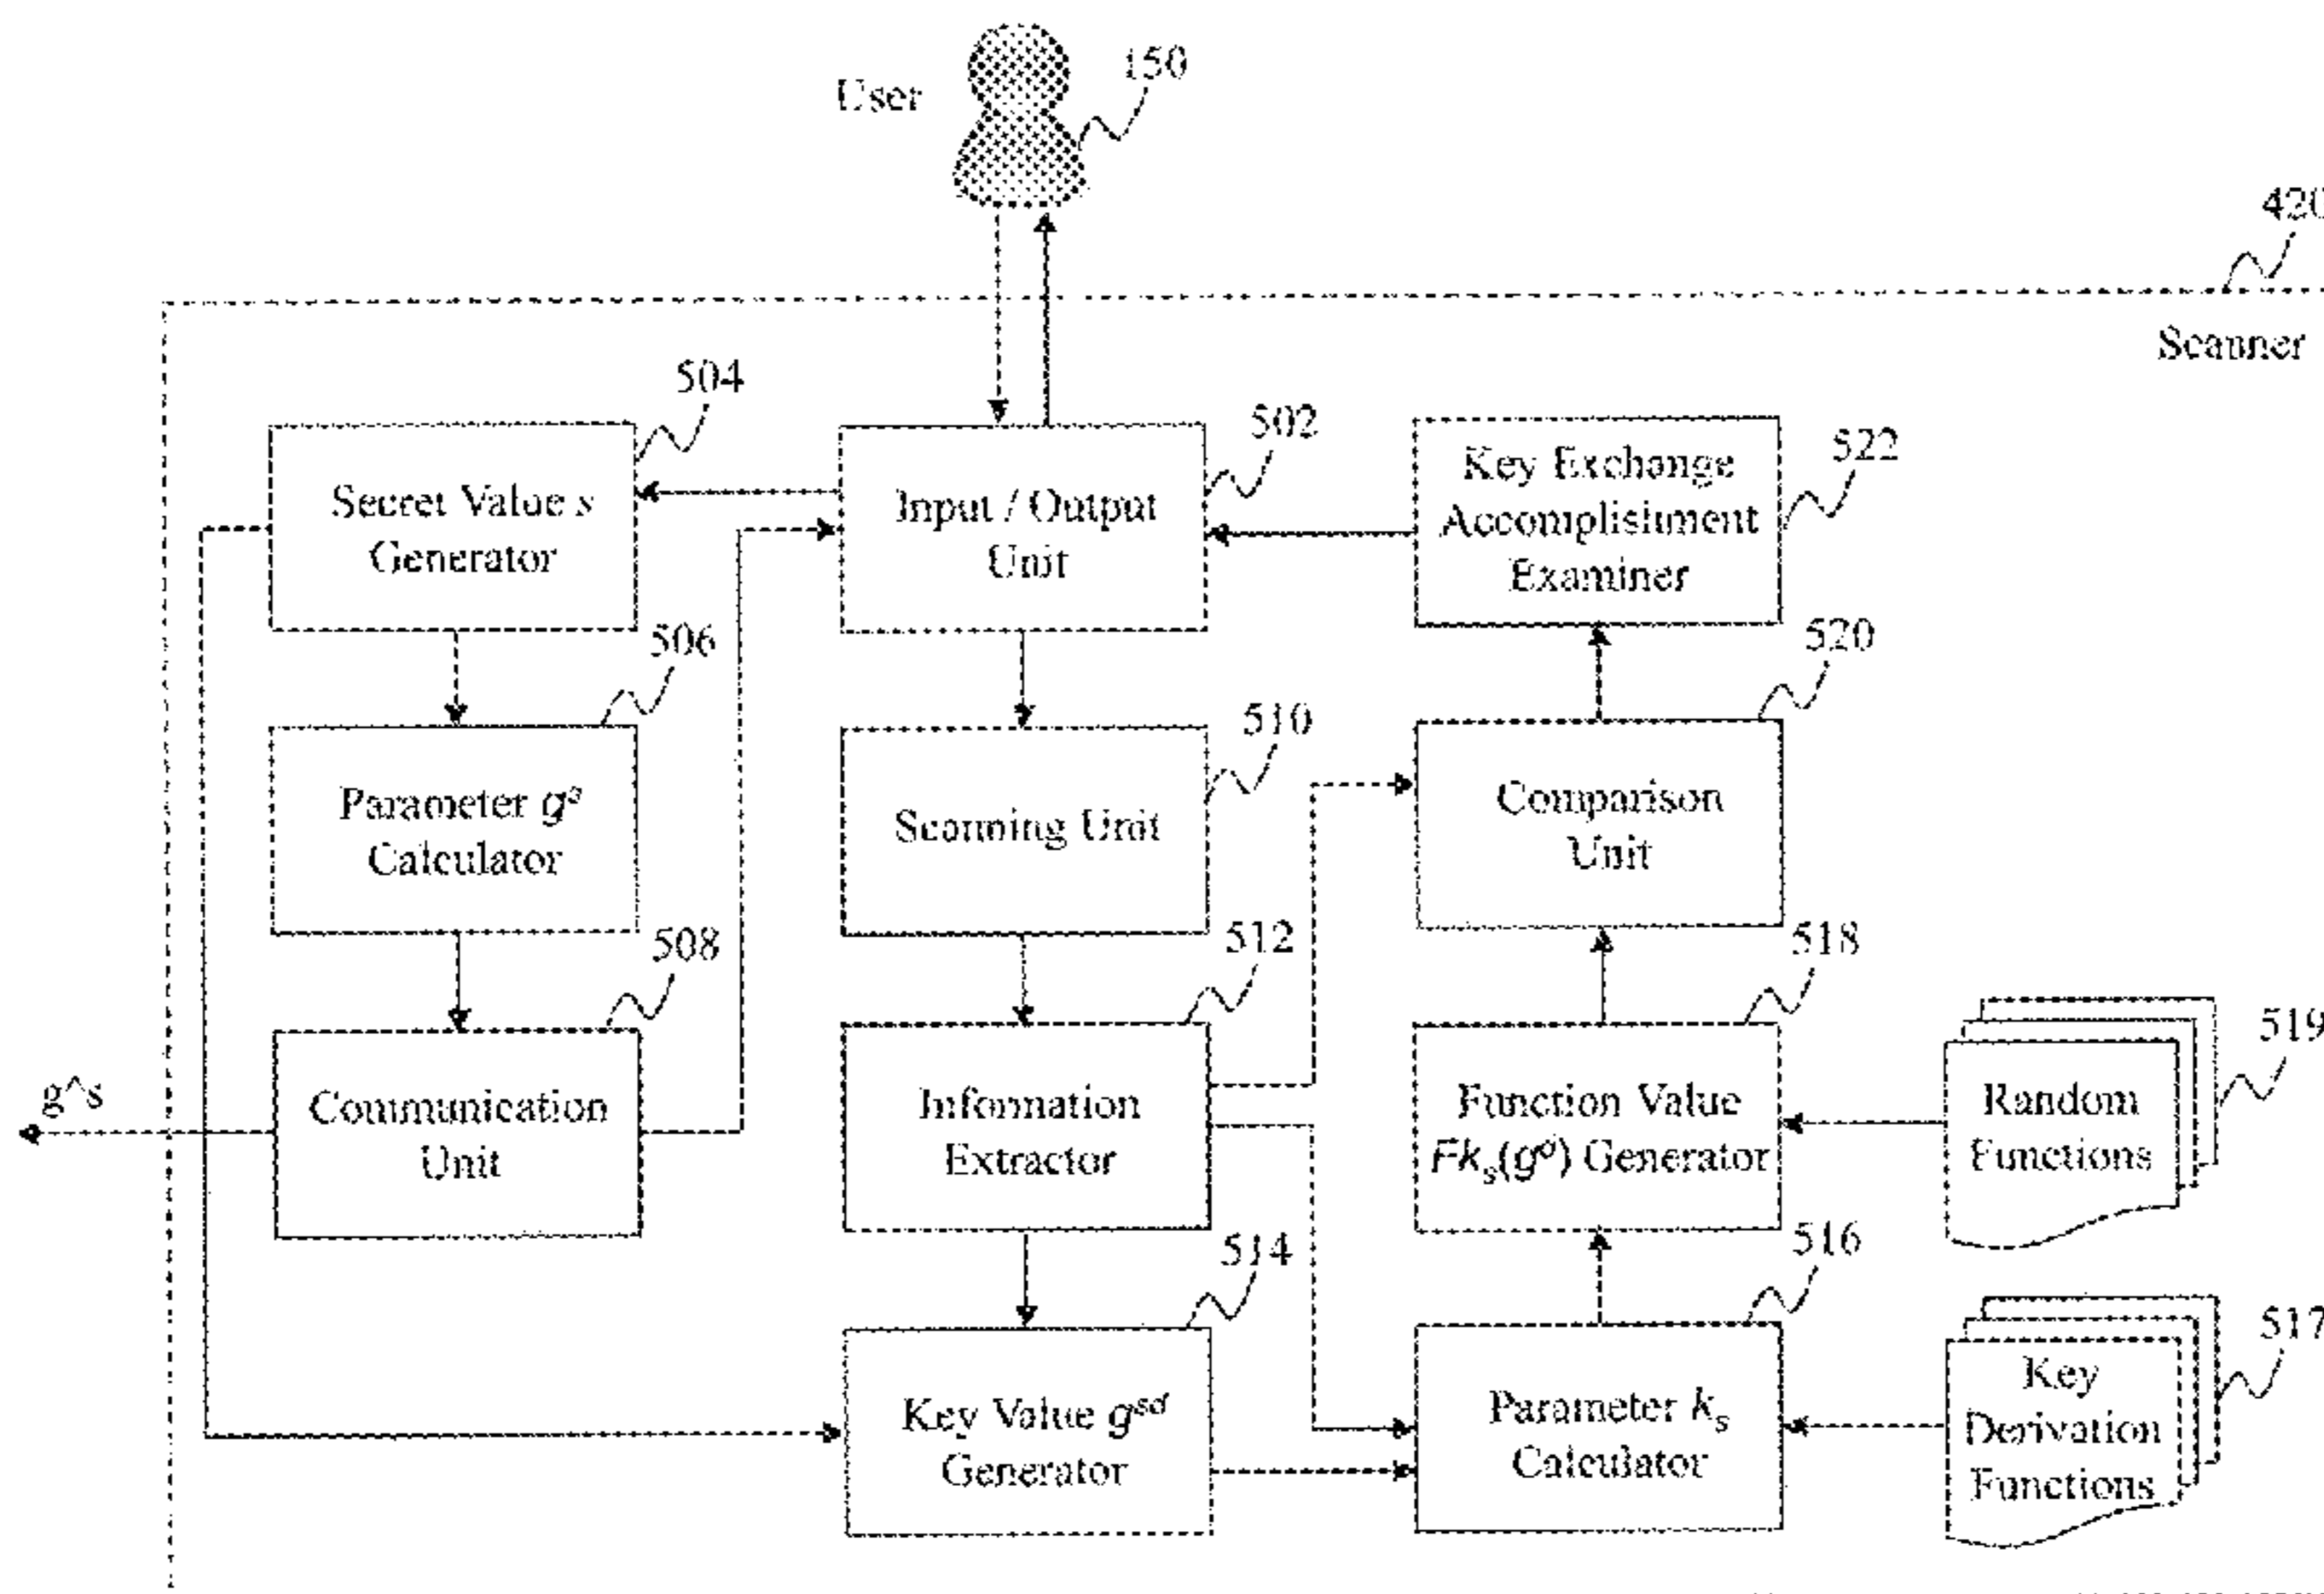 User
150
420
Scanner
504
Secret Value s
Generator
502
Input / Output
Unit
522
Key Exchange
Accomplishment
Examiner
506
Parameter g^s
Calculator
510
Scanning Unit
520
Comparison
Unit
508
Communication
Unit
g^s
512
Information
Extractor
518
Function Value
Fk_s(g^d) Generator
519
Random
Functions
514
Key Value g^sd
Generator
516
Parameter k_s
Calculator
517
Key
Derivation
Functions